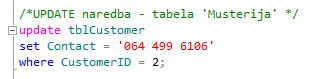 /*UPDATE naredba - tabela 'Musterija' */
update tblCustomer
set Contact = '064 499 6106'
where CustomerID = 2;